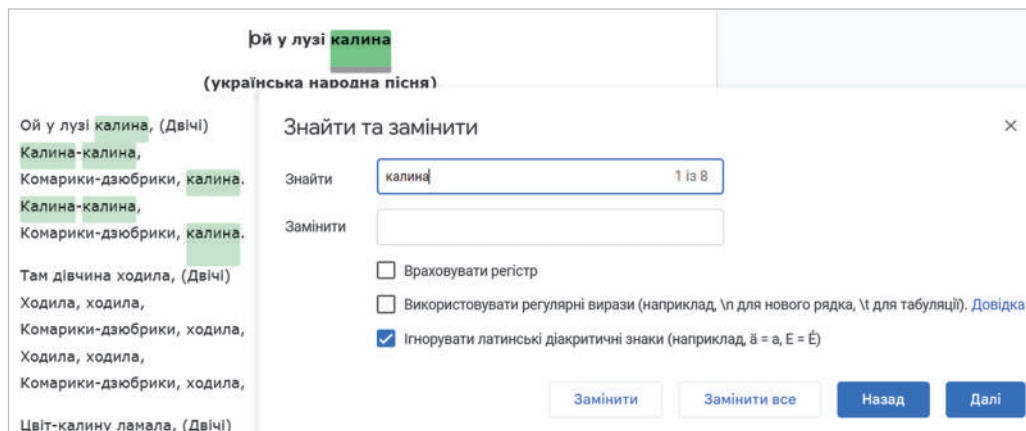 Ой у лузі калина
(українська народна пісня)
Ой у лузі калина, (Двічі)
Калина-калина,
Комарики-дзюбрики, калина.
Калина-калина,
Комарики-дзюбрики, калина.
Там дівчина ходила, (Двічі)
Ходила, ходила,
Комарики-дзюбрики, ходила,
Ходила, ходила,
Комарики-дзюбрики, ходила,
Цвіт-калину ламала, (Двічі)
Знайти та замінити
Знайти
калина
1 із 8
Замінити
Враховувати регістр
Використовувати регулярні вирази (наприклад, \n для нового рядка, \t для табуляції). Довідка
Ігнорувати латинські діакритичні знаки (наприклад, ä = a, E = É)
Замінити
Замінити все
Назад
Далі